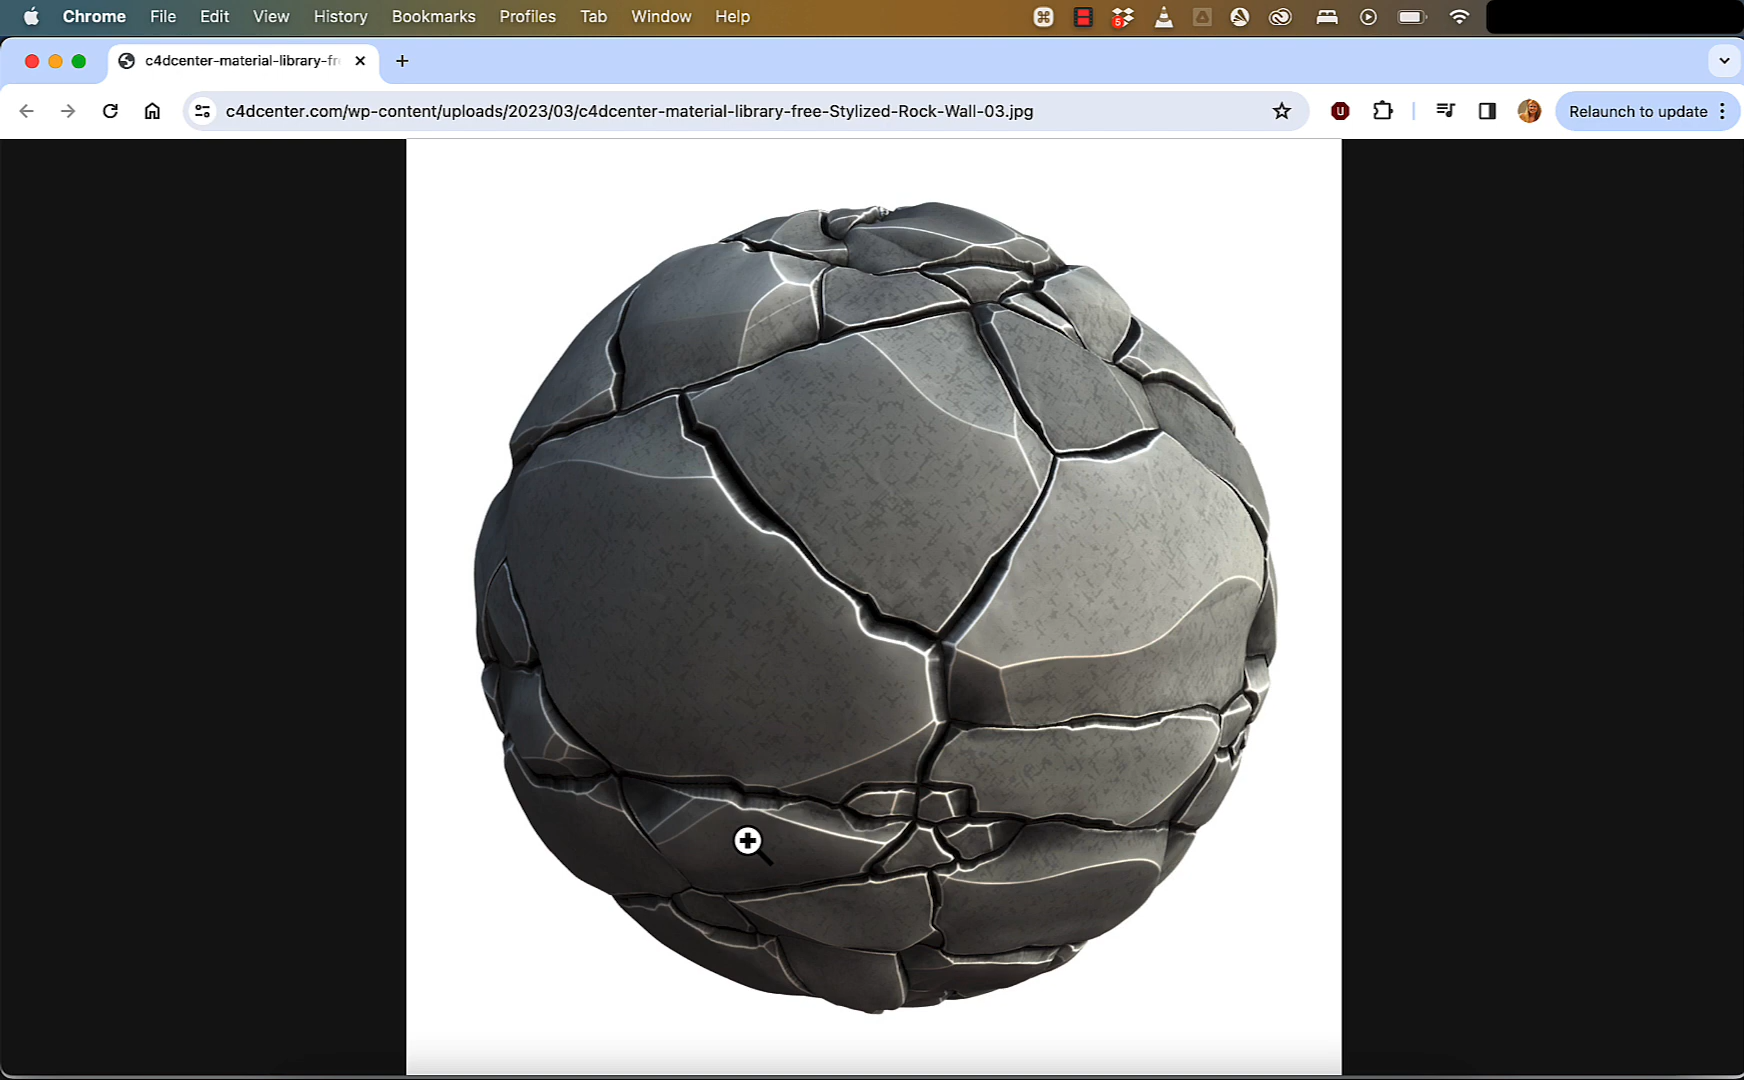 Chrome File Edit View History Bookmarks Profiles Tab Window Help
5
c4dcenter-material-library-fr
c4dcenter.com/wp-content/uploads/2023/03/c4dcenter-material-library-free-Stylized-Rock-Wall-03.jpg
Relaunch to update